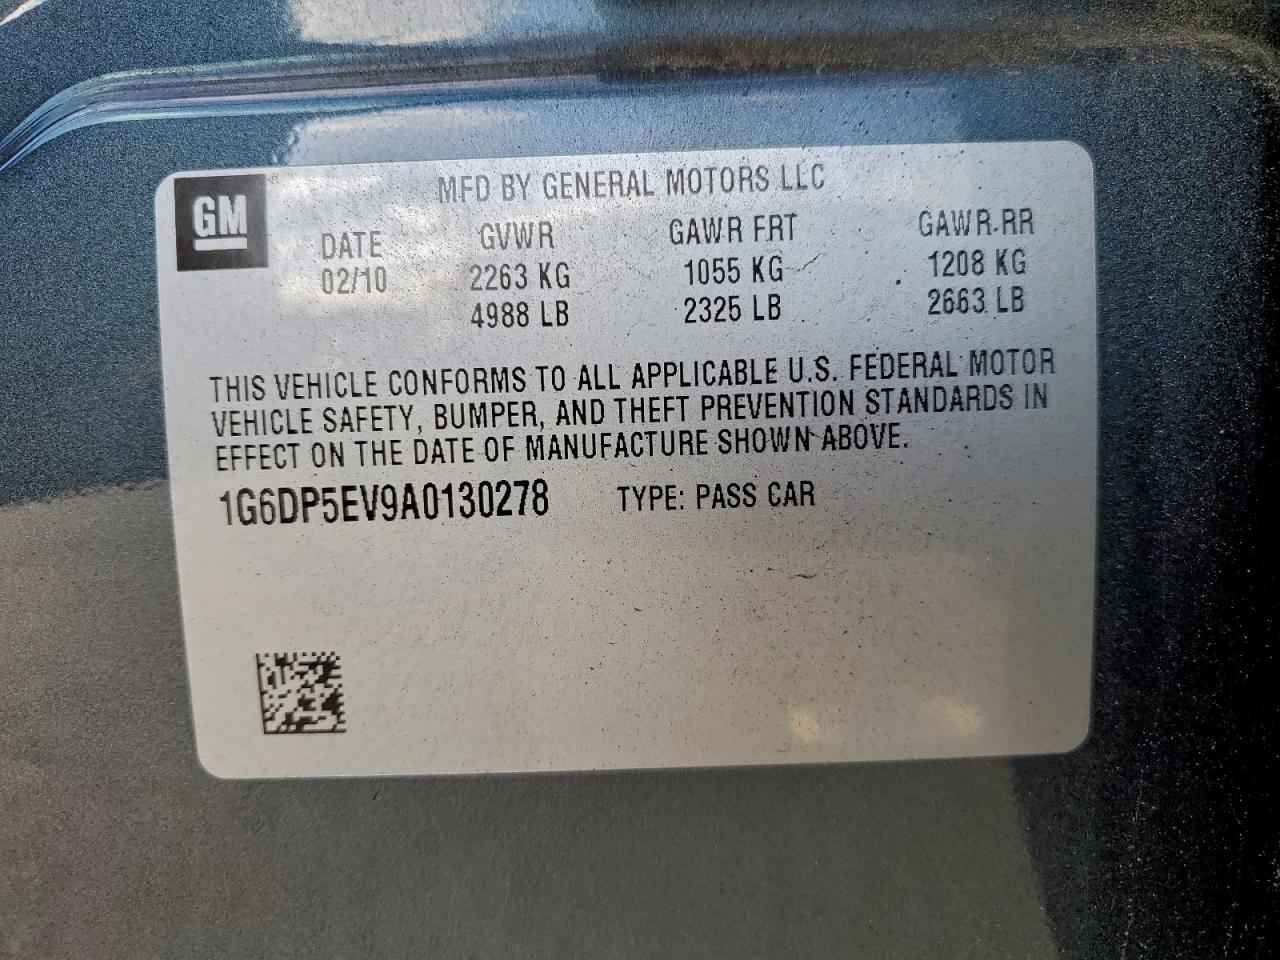 GM
MFD BY GENERAL MOTORS LLC
DATE GVWR GAWR FRT GAWR RR
02/10 2263 KG 1055 KG 1208 KG
4988 LB 2325 LB 2663 LB
THIS VEHICLE CONFORMS TO ALL APPLICABLE U.S. FEDERAL MOTOR
VEHICLE SAFETY, BUMPER, AND THEFT PREVENTION STANDARDS IN
EFFECT ON THE DATE OF MANUFACTURE SHOWN ABOVE.
1G6DP5EV9A0130278 TYPE: PASS CAR